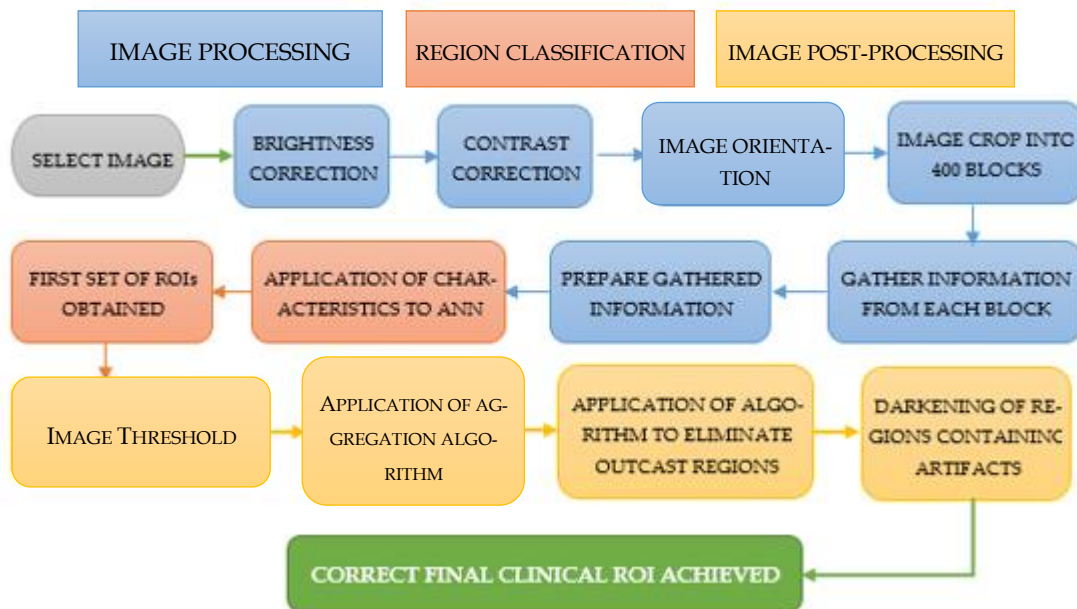 IMAGE PROCESSING
REGION CLASSIFICATION
IMAGE POST-PROCESSING
SELECT IMAGE
BRIGHTNESS
CORRECTION
CONTRAST
CORRECTION
IMAGE ORIENTA-
TION
IMAGE CROP INTO
400 BLOCKS
FIRST SET OF ROIs
OBTAINED
APPLICATION OF CHAR-
ACTERISTICS TO ANN
PREPARE GATHERED
INFORMATION
GATHER INFORMATION
FROM EACH BLOCK
IMAGE THRESHOLD
APPLICATION OF AG-
GREGATION ALGO-
RITHM
APPLICATION OF ALGO-
RITHM TO ELIMINATE
OUTCAST REGIONS
DARKENING OF RE-
GIONS CONTAINING
ARTIFACTS
CORRECT FINAL CLINICAL ROI ACHIEVED